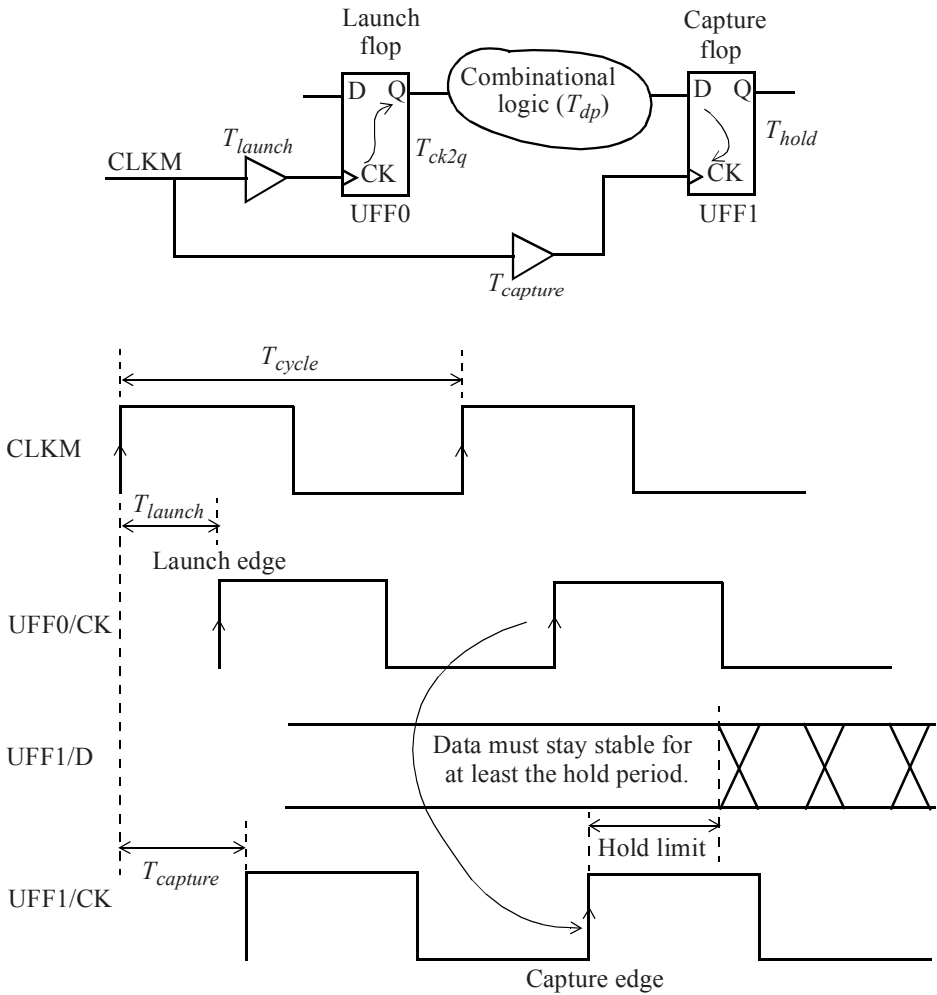 Launch
flop
Capture
flop
D Q
Combinational
logic (Tdp)
D Q
Tlaunch
Tck2q
Thold
CLKM
CK
CK
UFF0
UFF1
Tcapture
Tcycle
CLKM
Tlaunch
Launch edge
UFF0/CK
UFF1/D
Data must stay stable for
at least the hold period.
Hold limit
Tcapture
UFF1/CK
Capture edge